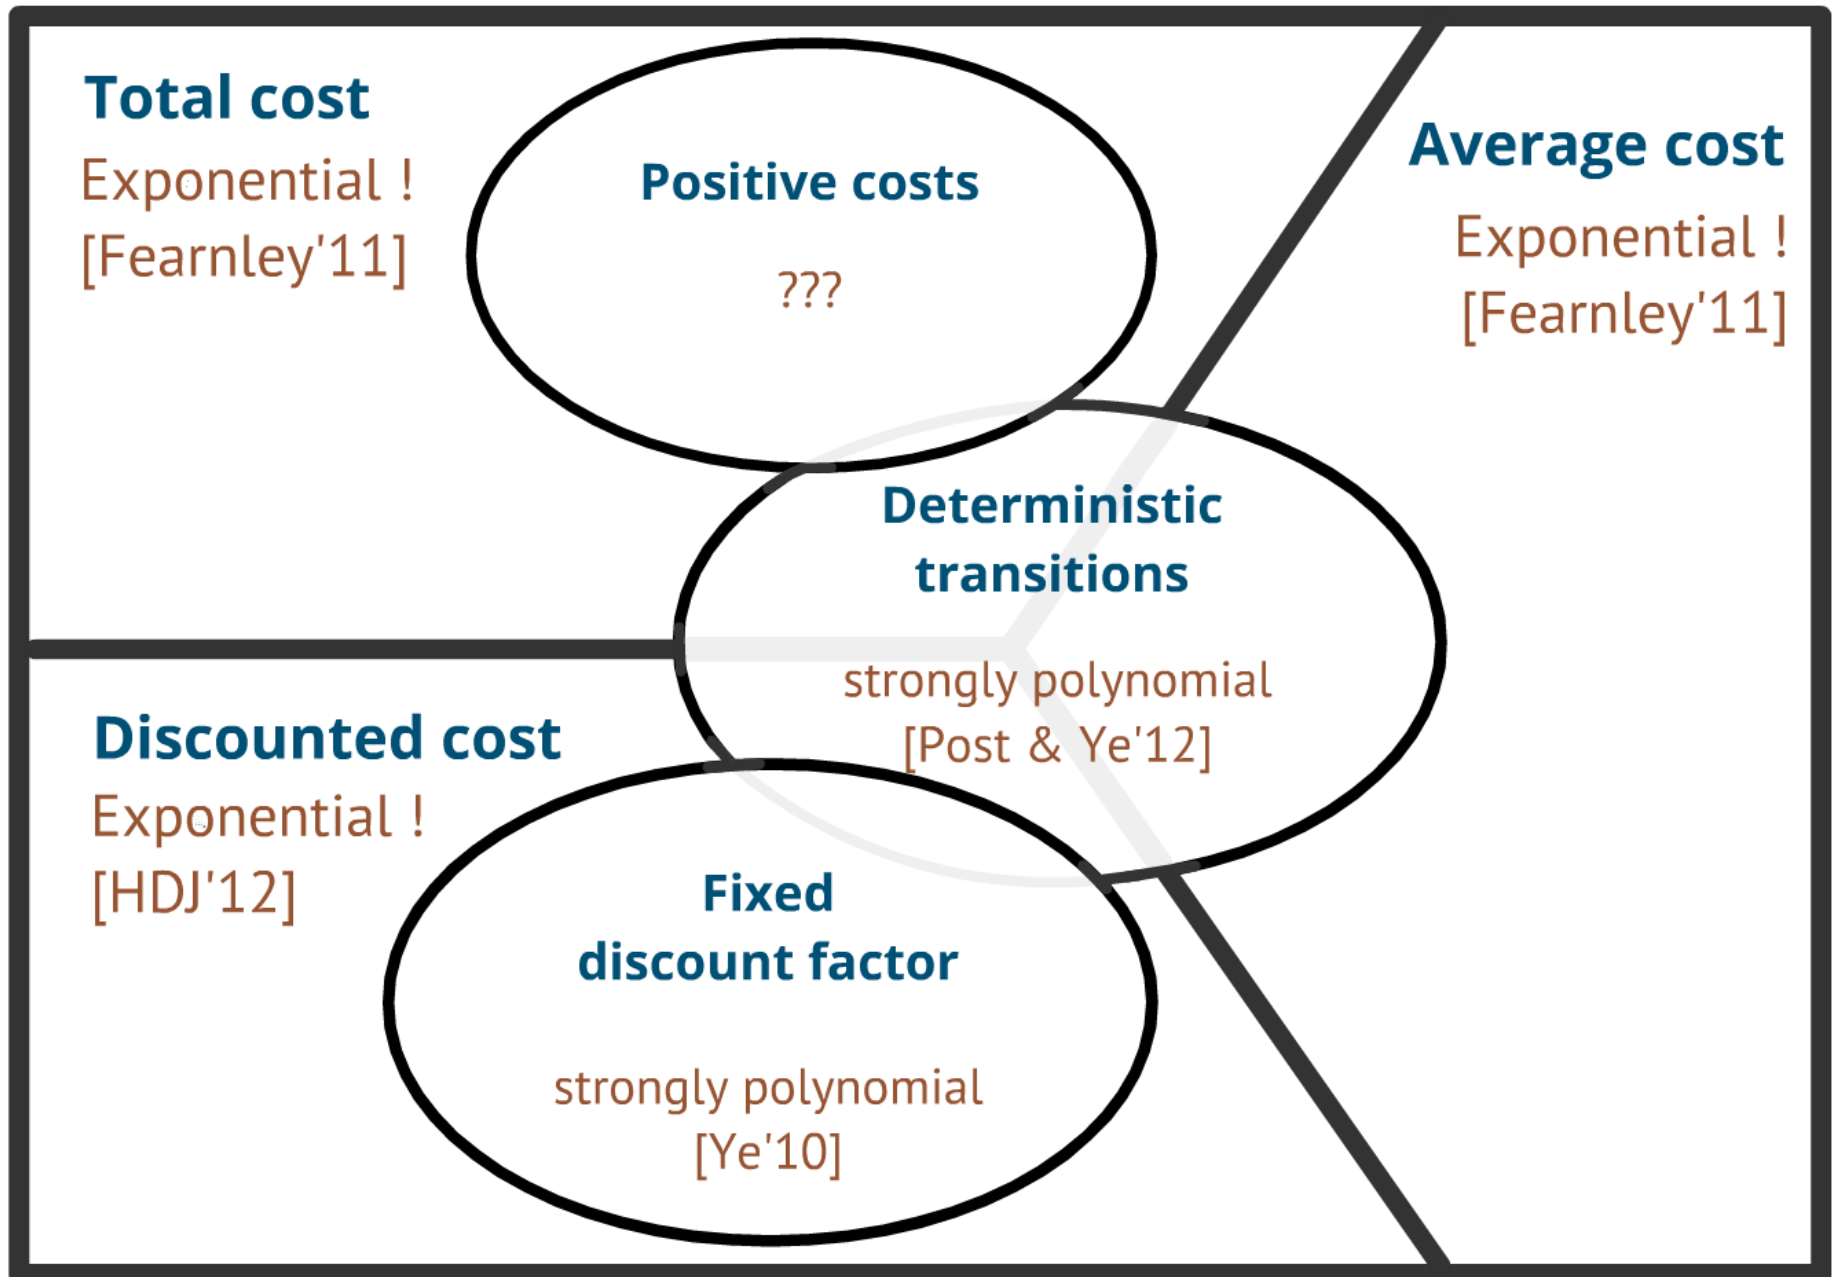 Total cost
Exponential !
[Fearnley'11]
Positive costs
???
Average cost
Exponential !
[Fearnley'11]
Deterministic
transitions
strongly polynomial
[Post & Ye'12]
Discounted cost
Exponential !
[HDJ'12]
Fixed
discount factor
strongly polynomial
[Ye'10]